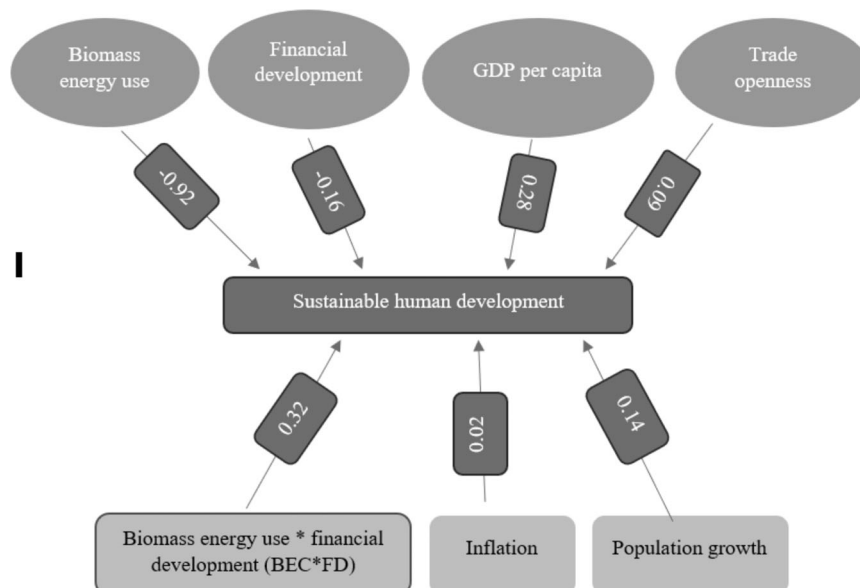 Biomass
energy use
Financial
development
GDP per capita
Trade
openness
-0.92
-0.16
0.28
0.09
I
Sustainable human development
0.32
0.02
0.14
Biomass energy use * financial
development (BEC*FD)
Inflation
Population growth